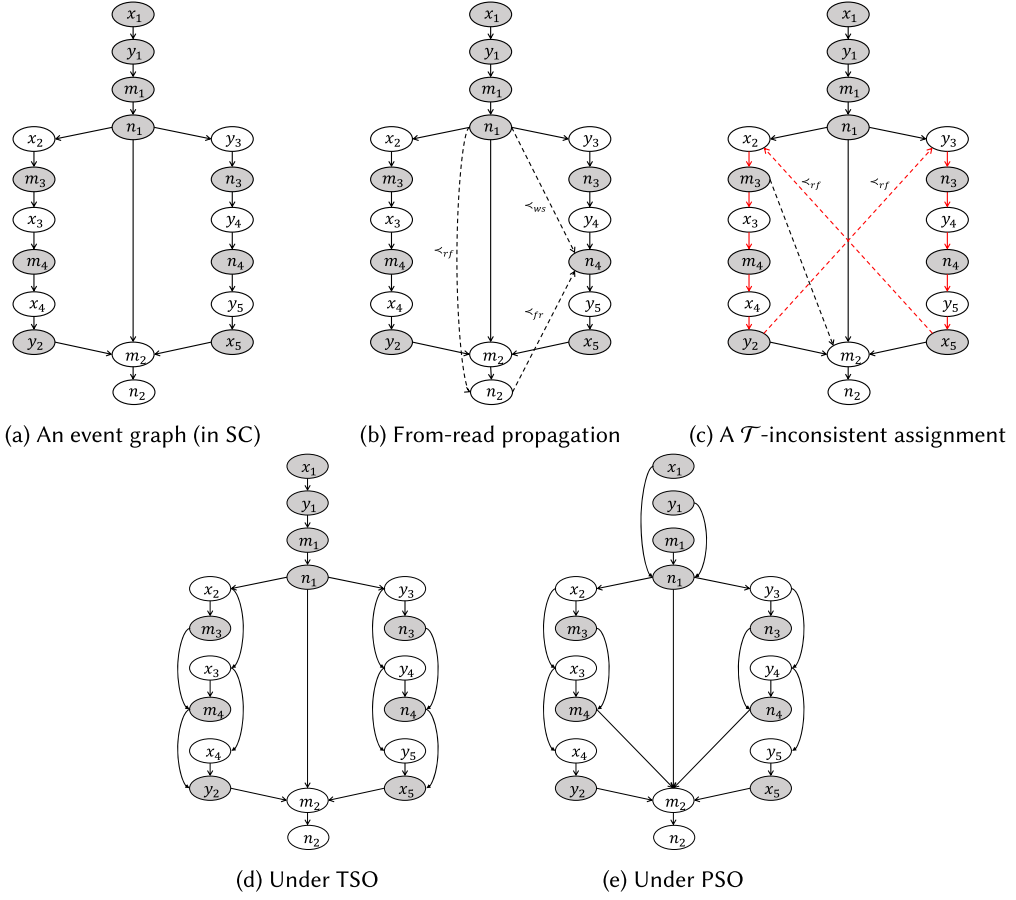 x₁ x₁ x₁
y₁ y₁ y₁
m₁ m₁ m₁
n₁ n₁ n₁
x₂ y₃ x₂ y₃ x₂ y₃
m₃ n₃ m₃ n₃ m₃ ≺rf ≺rf n₃
x₃ y₄ x₃ ≺ws y₄ x₃ y₄
m₄ n₄ m₄ ≺rf n₄ m₄ n₄
x₄ y₅ x₄ ≺fr y₅ x₄ y₅
y₂ x₅ y₂ x₅ y₂ x₅
m₂ m₂ m₂
n₂ n₂ n₂
(a) An event graph (in SC) (b) From-read propagation (c) A 𝒯-inconsistent assignment
x₁ x₁
y₁ y₁
m₁ m₁
n₁ n₁
x₂ y₃ x₂ y₃
m₃ n₃ m₃ n₃
x₃ y₄ x₃ y₄
m₄ n₄ m₄ n₄
x₄ y₅ x₄ y₅
y₂ x₅ y₂ x₅
m₂ m₂
n₂ n₂
(d) Under TSO (e) Under PSO